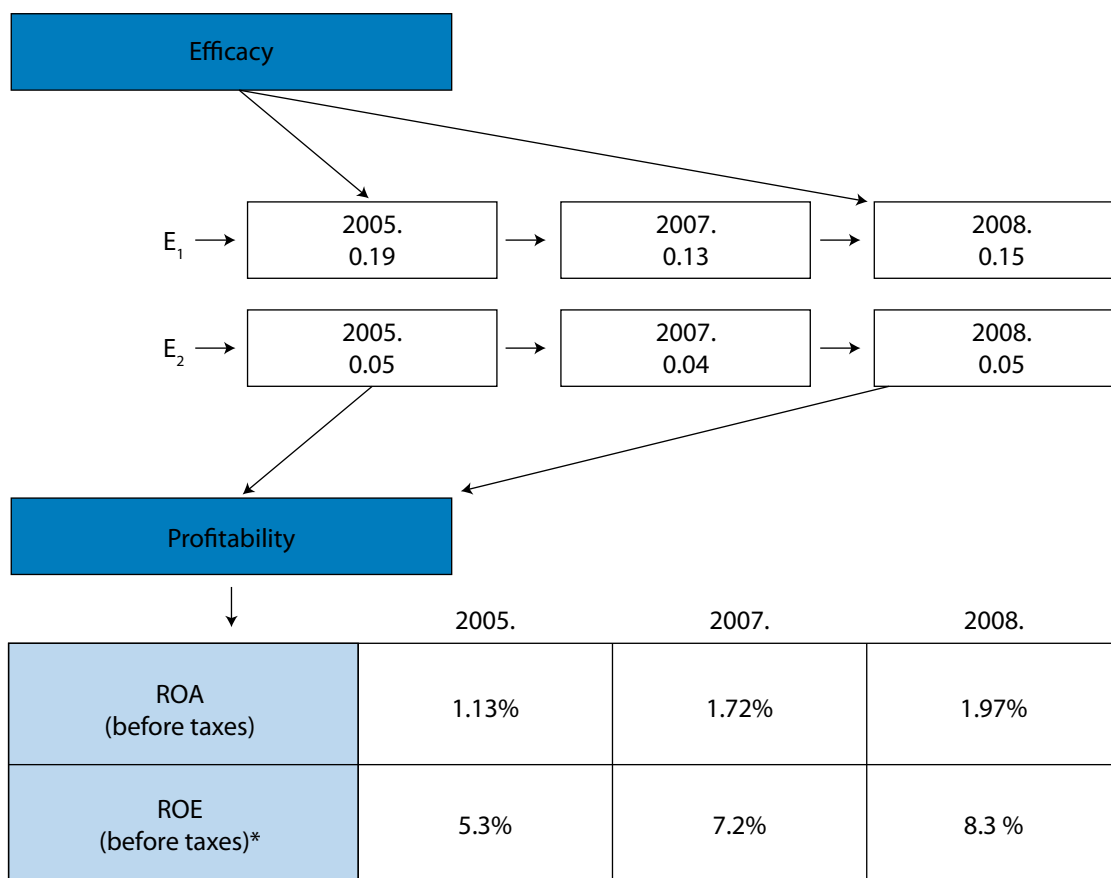 Efficacy
E₁
2005.
0.19
2007.
0.13
2008.
0.15
E₂
2005.
0.05
2007.
0.04
2008.
0.05
Profitability
2005. 2007. 2008.
ROA
(before taxes)
1.13% 1.72% 1.97%
ROE
(before taxes)*
5.3% 7.2% 8.3 %